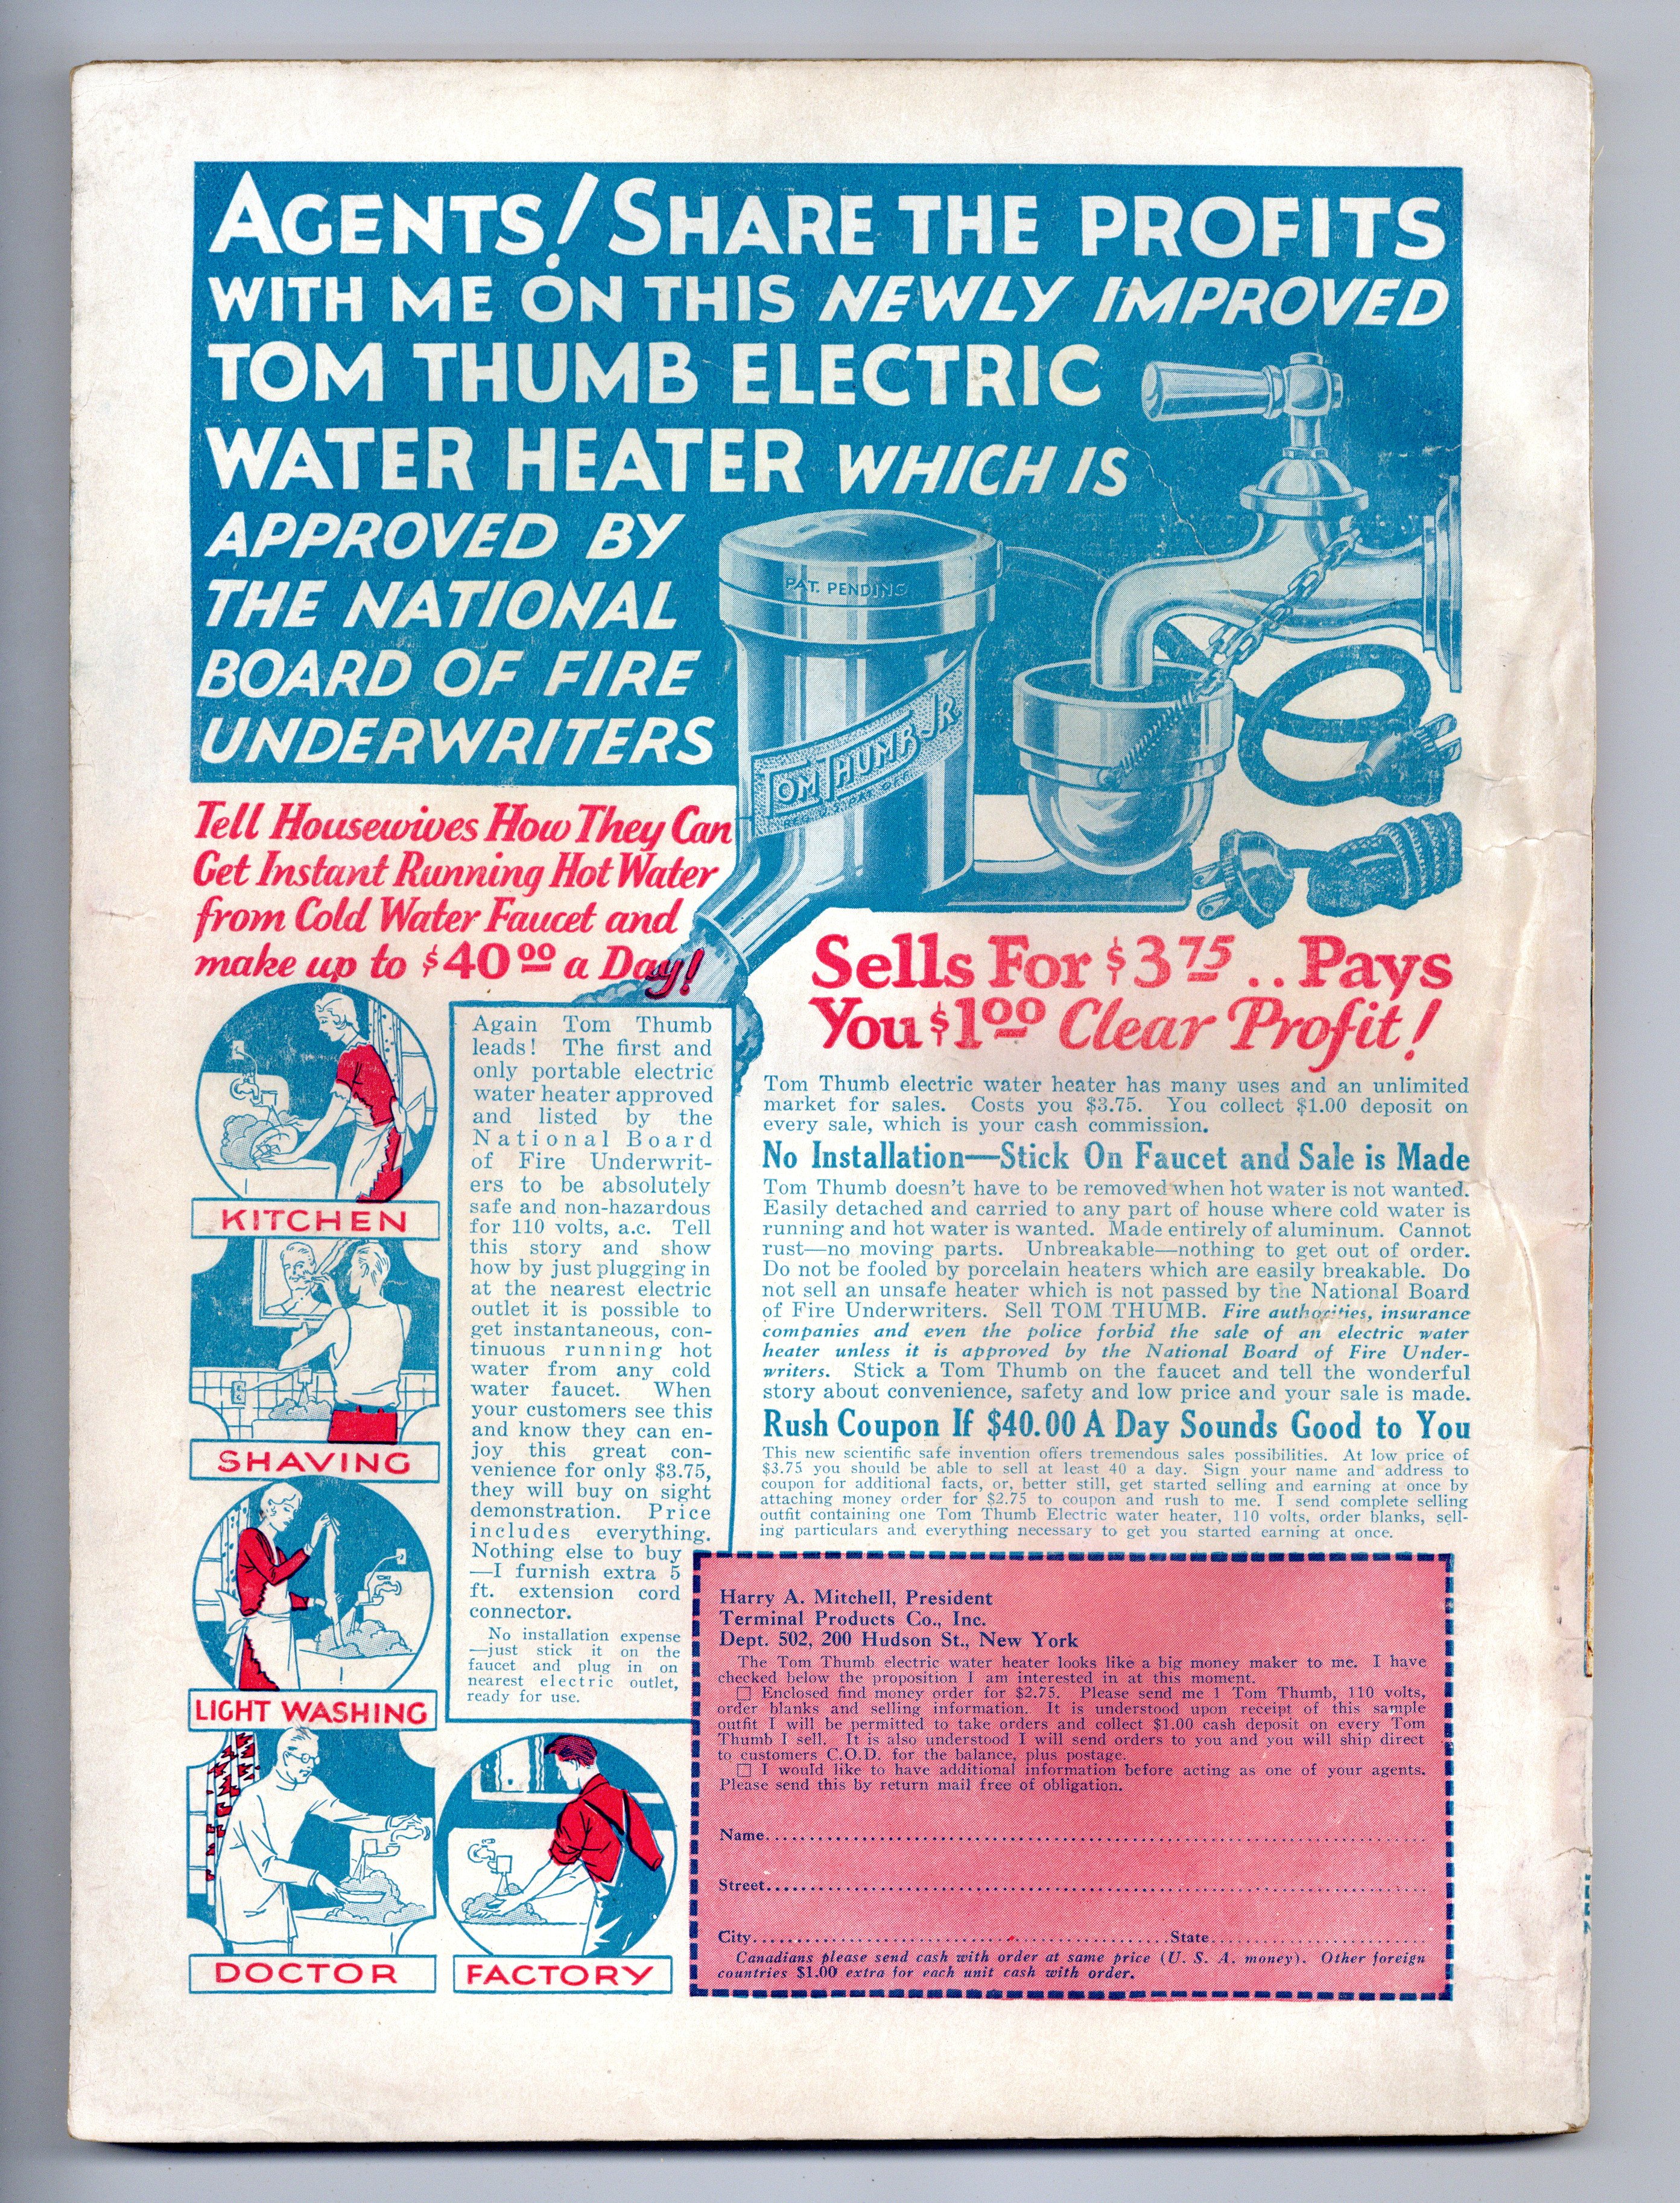 AGENTS! SHARE THE PROFITS
WITH ME ON THIS NEWLY IMPROVED
TOM THUMB ELECTRIC
WATER HEATER WHICH IS
APPROVED BY
THE NATIONAL
BOARD OF FIRE
UNDERWRITERS
PAT. PENDING
TOM THUMB JR.
Tell Housewives How They Can
Get Instant Running Hot Water
from Cold Water Faucet and
make up to $40.00 a Day!
Sells For $3.75 .. Pays
You $1.00 Clear Profit!
KITCHEN
SHAVING
LIGHT WASHING
DOCTOR
FACTORY
Again Tom Thumb
leads! The first and
only portable electric
water heater approved
and listed by the
National Board
of Fire Underwrit-
ers to be absolutely
safe and non-hazardous
for 110 volts, a.c. Tell
this story and show
how by just plugging in
at the nearest electric
outlet it is possible to
get instantaneous, con-
tinuous running hot
water from any cold
water faucet. When
your customers see this
and know they can en-
joy this great con-
venience for only $3.75,
they will buy on sight
demonstration. Price
includes everything.
Nothing else to buy
—I furnish extra 5
ft. extension cord
connector.
No installation expense
—just stick it on the
faucet and plug in on
nearest electric outlet,
ready for use.
Tom Thumb electric water heater has many uses and an unlimited
market for sales. Costs you $3.75. You collect $1.00 deposit on
every sale, which is your cash commission.
No Installation—Stick On Faucet and Sale is Made
Tom Thumb doesn't have to be removed when hot water is not wanted.
Easily detached and carried to any part of house where cold water is
running and hot water is wanted. Made entirely of aluminum. Cannot
rust—no moving parts. Unbreakable—nothing to get out of order.
Do not be fooled by porcelain heaters which are easily breakable. Do
not sell an unsafe heater which is not passed by the National Board
of Fire Underwriters. Sell TOM THUMB. Fire authorities, insurance
companies and even the police forbid the sale of an electric water
heater unless it is approved by the National Board of Fire Under-
writers. Stick a Tom Thumb on the faucet and tell the wonderful
story about convenience, safety and low price and your sale is made.
Rush Coupon If $40.00 A Day Sounds Good to You
This new scientific safe invention offers tremendous sales possibilities. At low price of
$3.75 you should be able to sell at least 40 a day. Sign your name and address to
coupon for additional facts, or, better still, get started selling and earning at once by
attaching money order for $2.75 to coupon and rush to me. I send complete selling
outfit containing one Tom Thumb Electric water heater, 110 volts, order blanks, sell-
ing particulars and everything necessary to get you started earning at once.
Harry A. Mitchell, President
Terminal Products Co., Inc.
Dept. 502, 200 Hudson St., New York
The Tom Thumb electric water heater looks like a big money maker to me. I have
checked below the proposition I am interested in at this moment.
□ Enclosed find money order for $2.75. Please send me 1 Tom Thumb, 110 volts,
order blanks and selling information. It is understood upon receipt of this sample
outfit I will be permitted to take orders and collect $1.00 cash deposit on every Tom
Thumb I sell. It is also understood I will send orders to you and you will ship direct
to customers C.O.D. for the balance, plus postage.
□ I would like to have additional information before acting as one of your agents.
Please send this by return mail free of obligation.
Name
Street
City State
Canadians please send cash with order at same price (U. S. A. money). Other foreign
countries $1.00 extra for each unit cash with order.